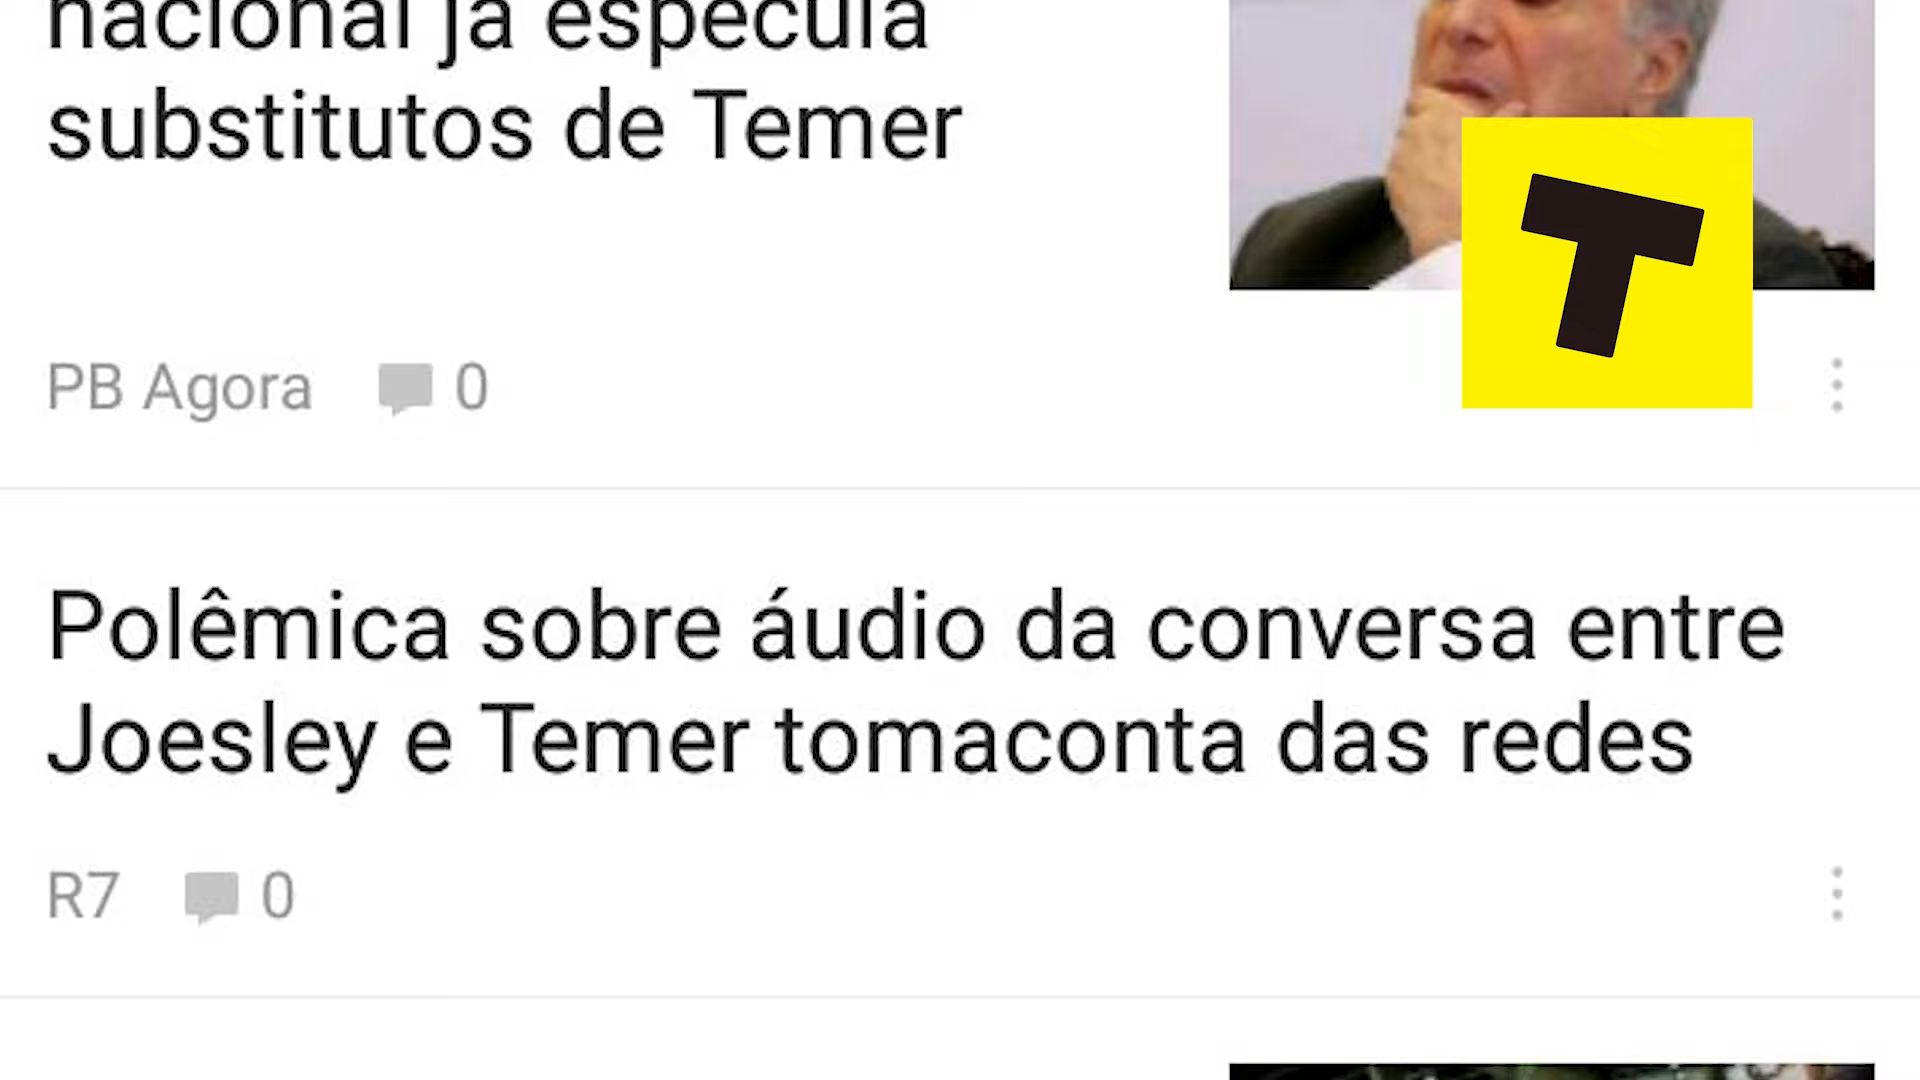 nacional já especula
substitutos de Temer
T
PB Agora 0
Polêmica sobre áudio da conversa entre
Joesley e Temer tomaconta das redes
R7 0